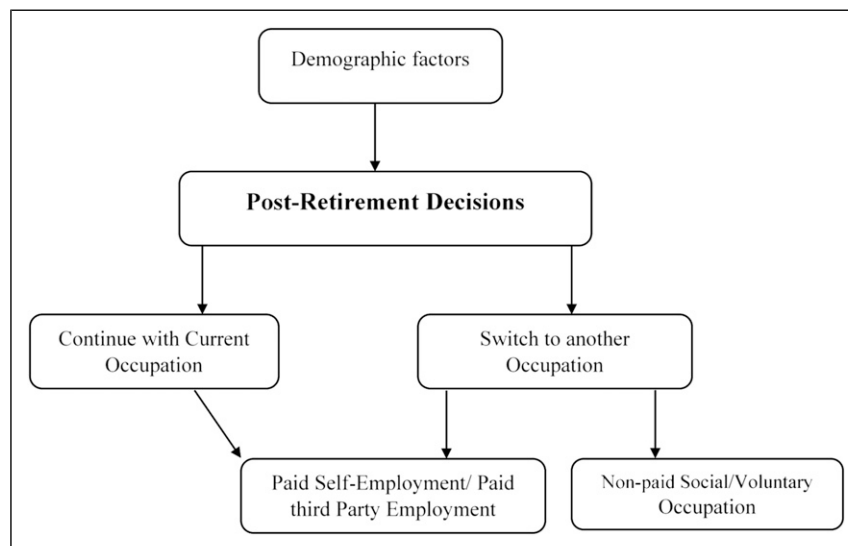 Demographic factors
Post-Retirement Decisions
Continue with Current
Occupation
Switch to another
Occupation
Paid Self-Employment/ Paid
third Party Employment
Non-paid Social/Voluntary
Occupation